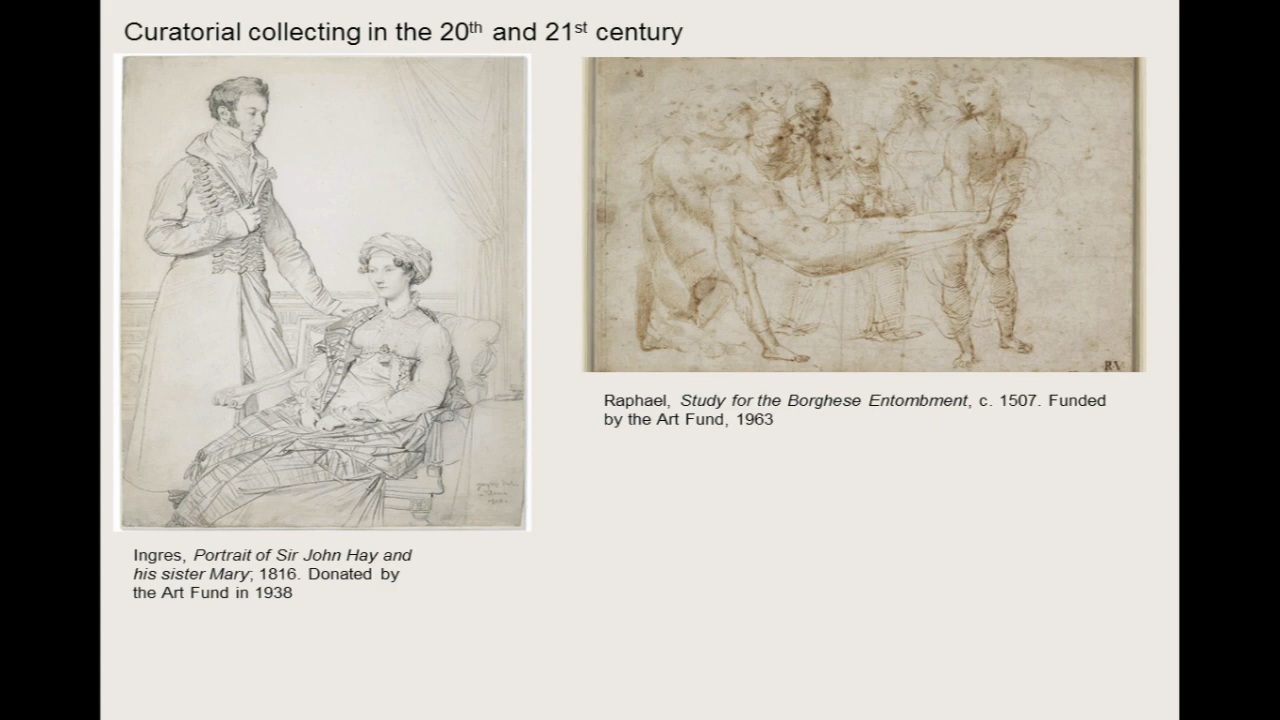 Curatorial collecting in the 20th and 21st century
Ingres, Portrait of Sir John Hay and
his sister Mary, 1816. Donated by
the Art Fund in 1938
Raphael, Study for the Borghese Entombment, c. 1507. Funded
by the Art Fund, 1963
R.V